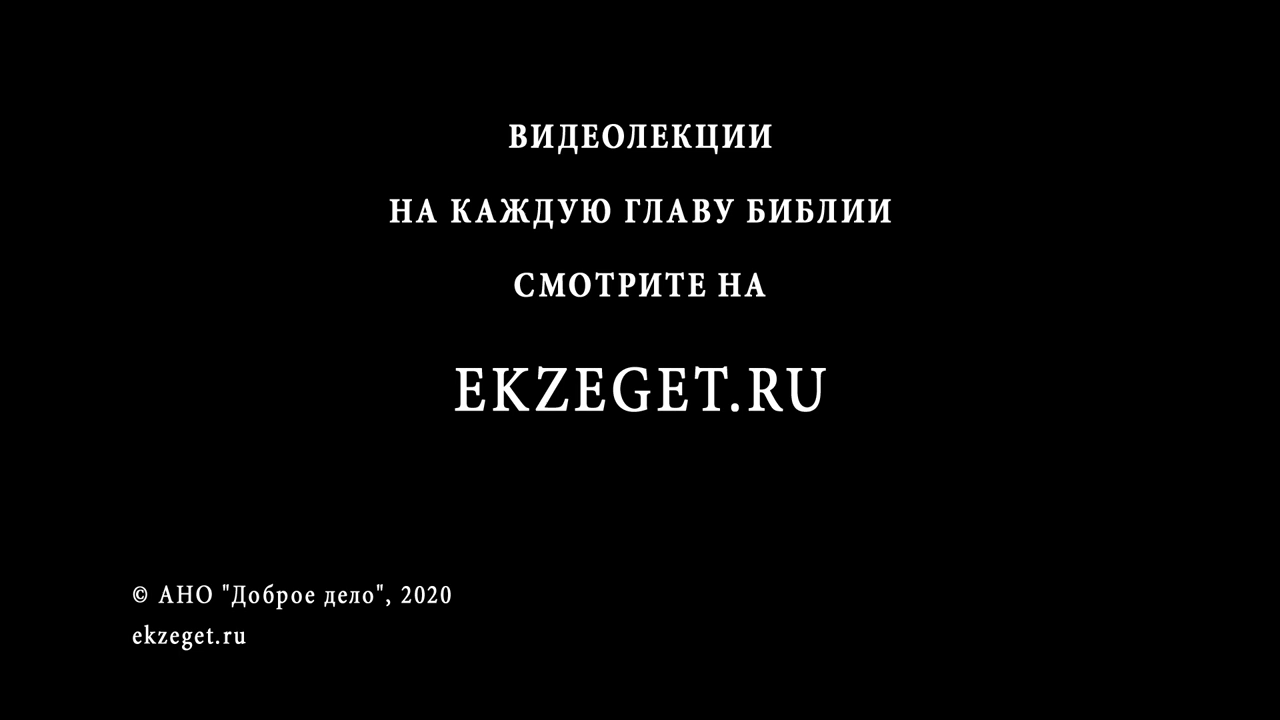 ВИДЕОЛЕКЦИИ
НА КАЖДУЮ ГЛАВУ БИБЛИИ
СМОТРИТЕ НА
EKZEGET.RU
© АНО "Доброе дело", 2020
ekzeget.ru